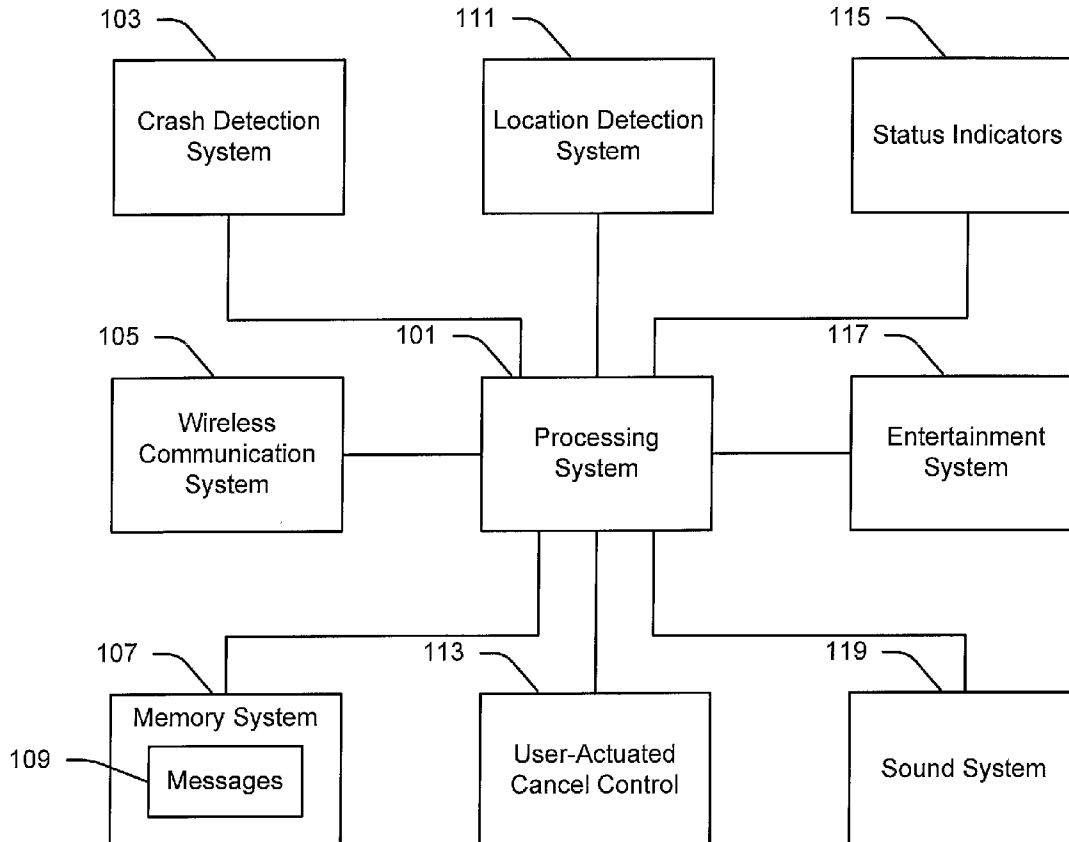 103
111
115
Crash Detection
System
Location Detection
System
Status Indicators
105
101
117
Wireless
Communication
System
Processing
System
Entertainment
System
107
113
119
Memory System
109
Messages
User-Actuated
Cancel Control
Sound System